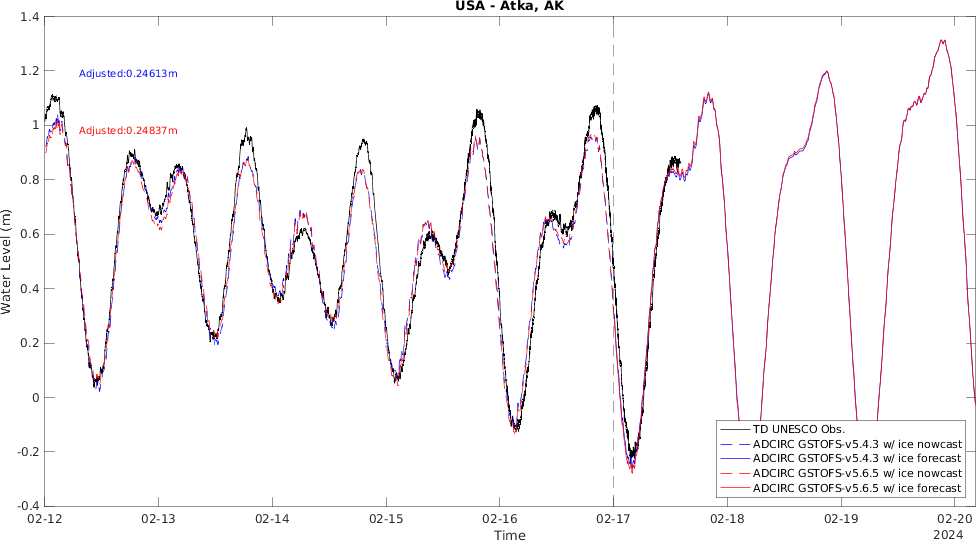 USA - Atka, AK
1.4
1.2
1
0.8
0.6
0.4
0.2
0
-0.2
-0.4
Water Level (m)
Adjusted:0.24613m
Adjusted:0.24837m
TD UNESCO Obs.
ADCIRC GSTOFS-v5.4.3 w/ ice nowcast
ADCIRC GSTOFS-v5.4.3 w/ ice forecast
ADCIRC GSTOFS-v5.6.5 w/ ice nowcast
ADCIRC GSTOFS-v5.6.5 w/ ice forecast
02-12 02-13 02-14 02-15 02-16 02-17 02-18 02-19 02-20
Time
2024